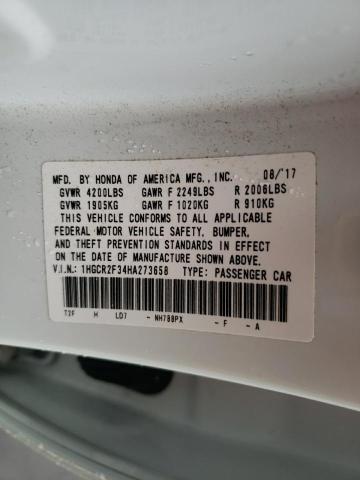 MFD. BY HONDA OF AMERICA MFG., INC. 08/'17
GVWR 4200LBS GAWR F 2249LBS R 2006LBS
GVWR 1905KG GAWR F 1020KG R 910KG
THIS VEHICLE CONFORMS TO ALL APPLICABLE
FEDERAL MOTOR VEHICLE SAFETY, BUMPER,
AND THEFT PREVENTION STANDARDS IN EFFECT
ON THE DATE OF MANUFACTURE SHOWN ABOVE.
V.I.N: 1HGCR2F34HA273658 TYPE: PASSENGER CAR
T2F H LD7 - NH788PX - F - A